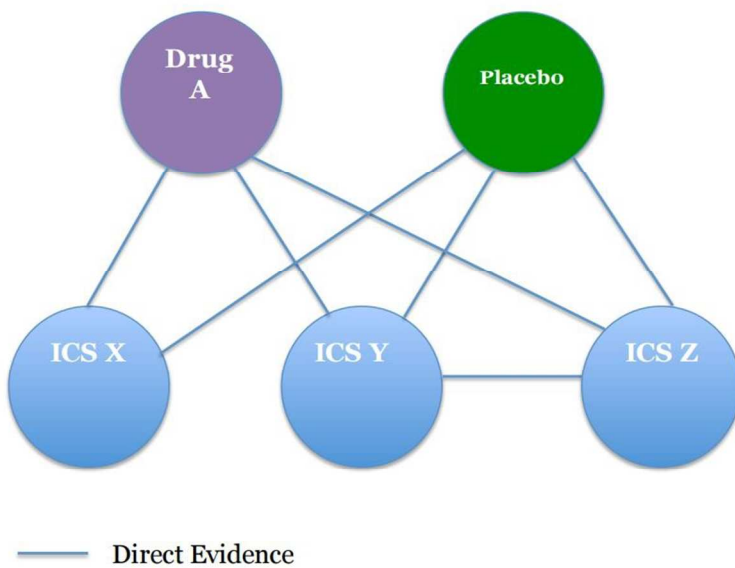 Drug
A
Placebo
ICS X
ICS Y
ICS Z
Direct Evidence